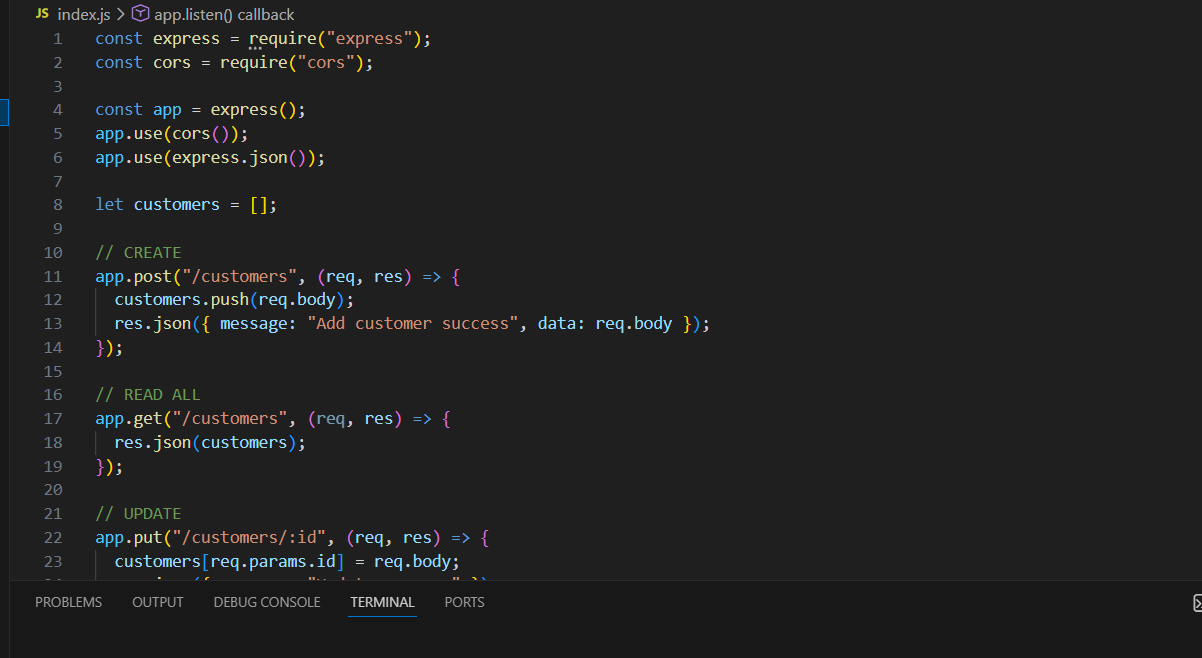 JS index.js > app.listen() callback
1 const express = require("express");
2 const cors = require("cors");
3
4 const app = express();
5 app.use(cors());
6 app.use(express.json());
7
8 let customers = [];
9
10 // CREATE
11 app.post("/customers", (req, res) => {
12 customers.push(req.body);
13 res.json({ message: "Add customer success", data: req.body });
14 });
15
16 // READ ALL
17 app.get("/customers", (req, res) => {
18 res.json(customers);
19 });
20
21 // UPDATE
22 app.put("/customers/:id", (req, res) => {
23 customers[req.params.id] = req.body;
PROBLEMS OUTPUT DEBUG CONSOLE TERMINAL PORTS